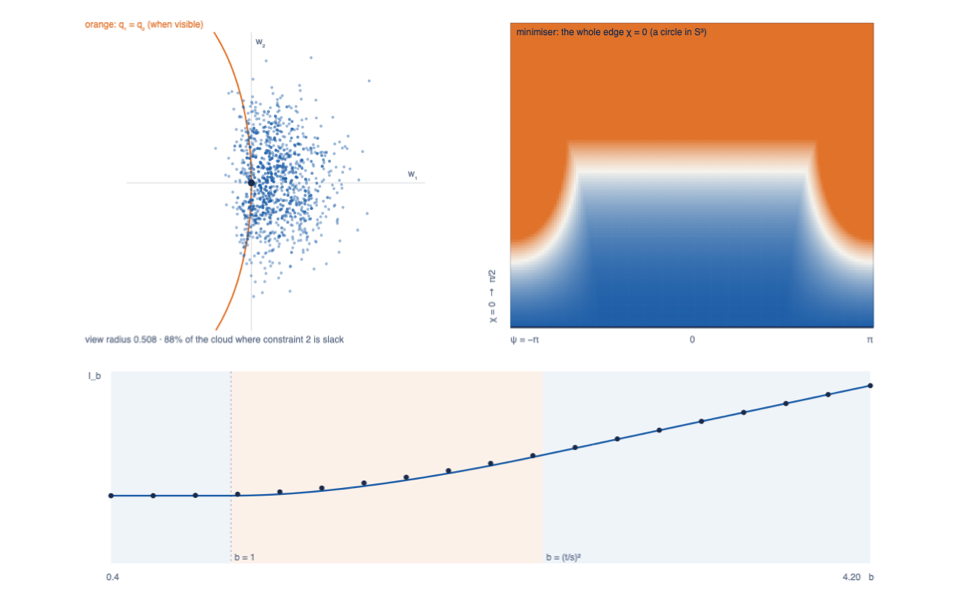 orange: q₁ = q₂ (when visible)
w₂
w₁
view radius 0.508 · 88% of the cloud where constraint 2 is slack
minimiser: the whole edge χ = 0 (a circle in S³)
χ = 0 → π/2
ψ = −π
0
π
I_b
b = 1
b = (t/s)²
0.4
4.20 b